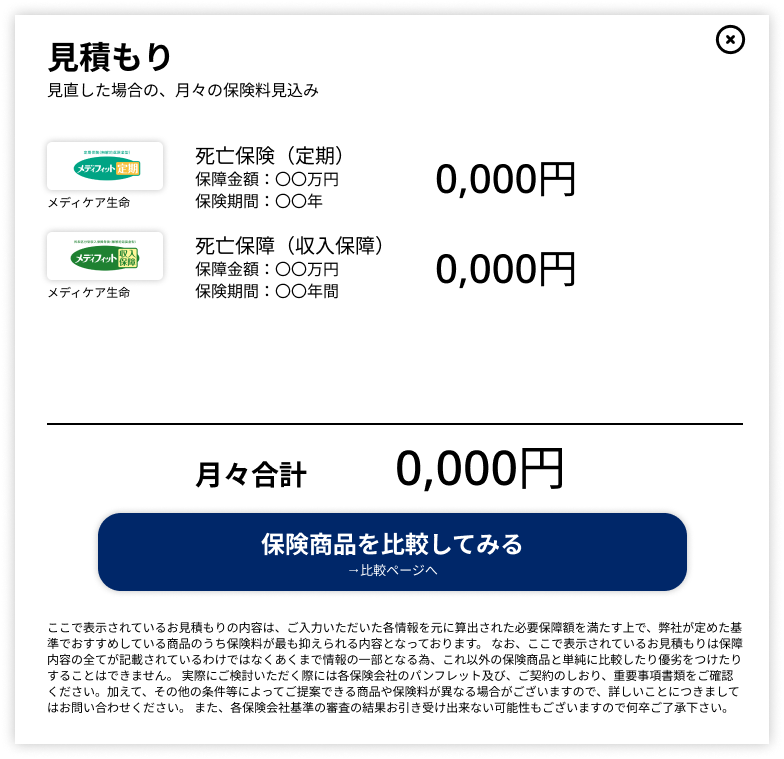 見積もり
見直した場合の、月々の保険料見込み
メディフィット定期
メディケア生命
死亡保険（定期）
保障金額：〇〇万円
保険期間：〇〇年
0,000円
メディフィット収入保障
メディケア生命
死亡保障（収入保障）
保障金額：〇〇万円
保険期間：〇〇年間
0,000円
月々合計
0,000円
保険商品を比較してみる
→比較ページへ
ここで表示されているお見積もりの内容は、ご入力いただいた各情報を元に算出された必要保障額を満たす上で、弊社が定めた基
準でおすすめしている商品のうち保険料が最も抑えられる内容となっております。 なお、ここで表示されているお見積もりは保障
内容の全てが記載されているわけではなくあくまで情報の一部となる為、これ以外の保険商品と単純に比較したり優劣をつけたり
することはできません。 実際にご検討いただく際には各保険会社のパンフレット及び、ご契約のしおり、重要事項書類をご確認
ください。加えて、その他の条件等によってご提案できる商品や保険料が異なる場合がございますので、詳しいことにつきまして
はお問い合わせください。 また、各保険会社基準の審査の結果お引き受け出来ない可能性もございますので何卒ご了承下さい。